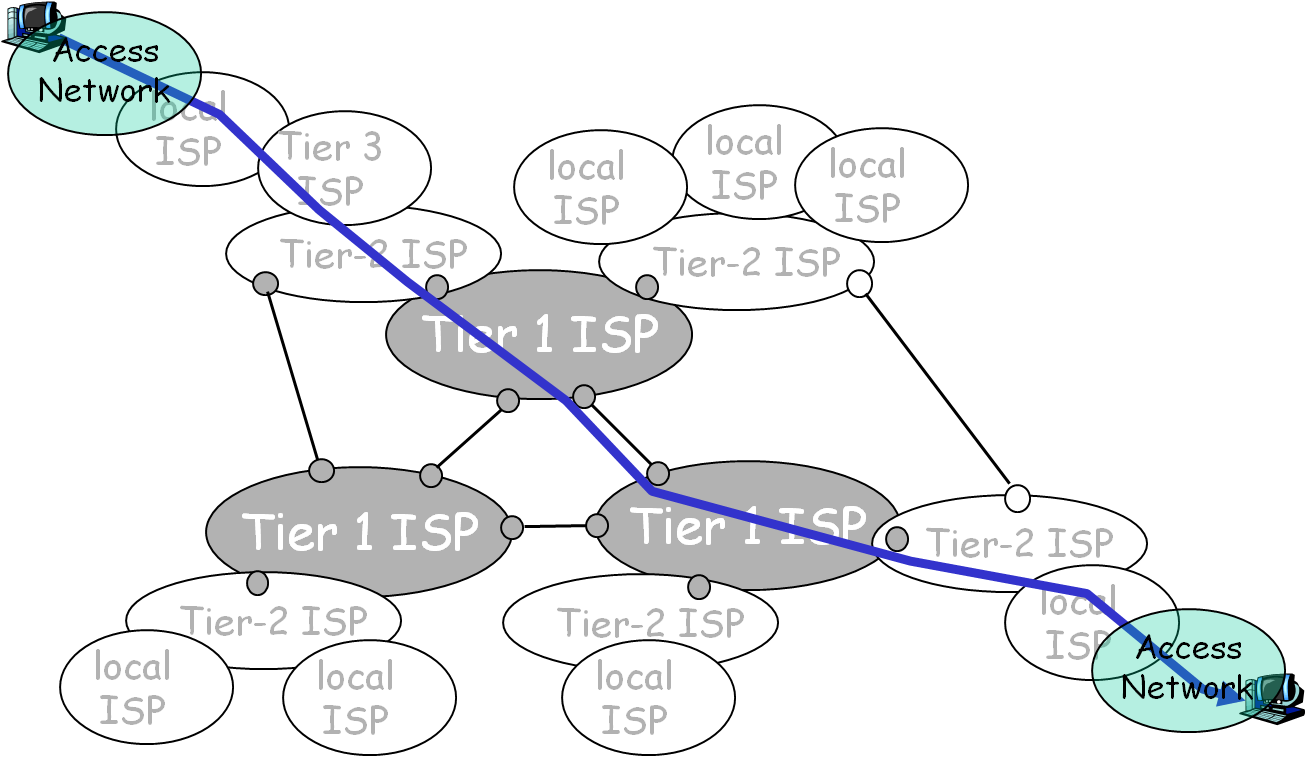 Access
Network
local
ISP
Tier 3
ISP
local
ISP
local
ISP
local
ISP
Tier-2 ISP
Tier-2 ISP
Tier 1 ISP
Tier 1 ISP
Tier 1 ISP
Tier-2 ISP
Tier-2 ISP
Tier-2 ISP
local
ISP
local
ISP
local
ISP
local
ISP
Access
Network